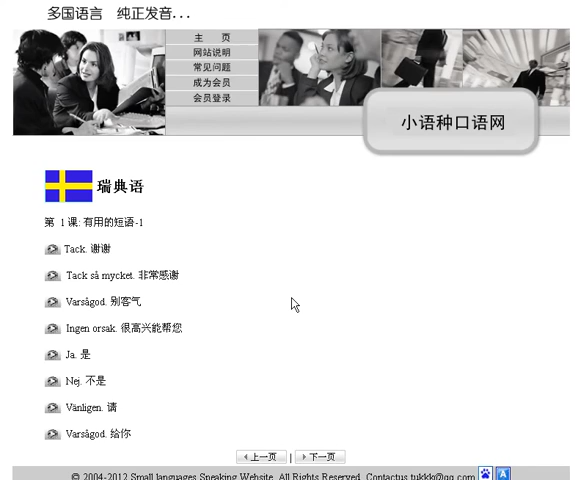 多国语言 纯正发音...
主 页
网站说明
常见问题
成为会员
会员登录
小语种口语网
瑞典语
第 1 课: 有用的短语-1
Tack. 谢谢
Tack så mycket. 非常感谢
Varsågod. 别客气
Ingen orsak. 很高兴能帮您
Ja. 是
Nej. 不是
Vänligen. 请
Varsågod. 给你
上一页 | 下一页
© 2004-2012 Small languages Speaking Website. All Rights Reserved. Contactus tukkk@qq.com